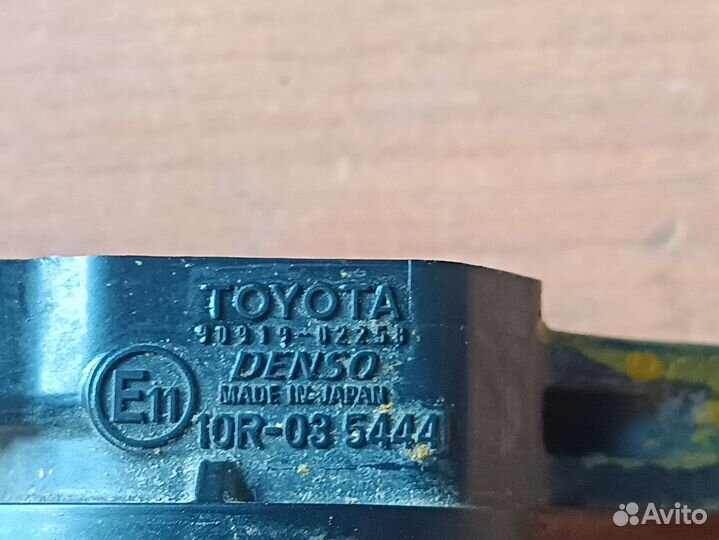 TOYOTA
90919-02258
DENSO
MADE IN JAPAN
E11
10R-03 5444
Avito